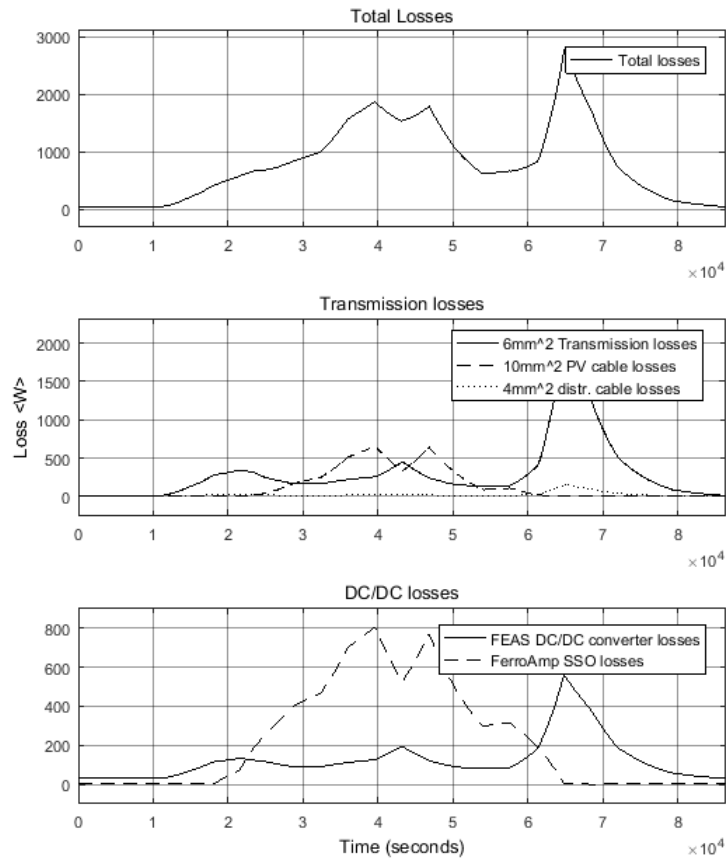 Total Losses
3000
2000
1000
0
Total losses
0 1 2 3 4 5 6 7 8
×10^4
Transmission losses
2000
1500
1000
500
0
Loss <W>
6mm^2 Transmission losses
10mm^2 PV cable losses
4mm^2 distr. cable losses
0 1 2 3 4 5 6 7 8
×10^4
DC/DC losses
800
600
400
200
0
FEAS DC/DC converter losses
FerroAmp SSO losses
0 1 2 3 4 5 6 7 8
Time (seconds)
×10^4